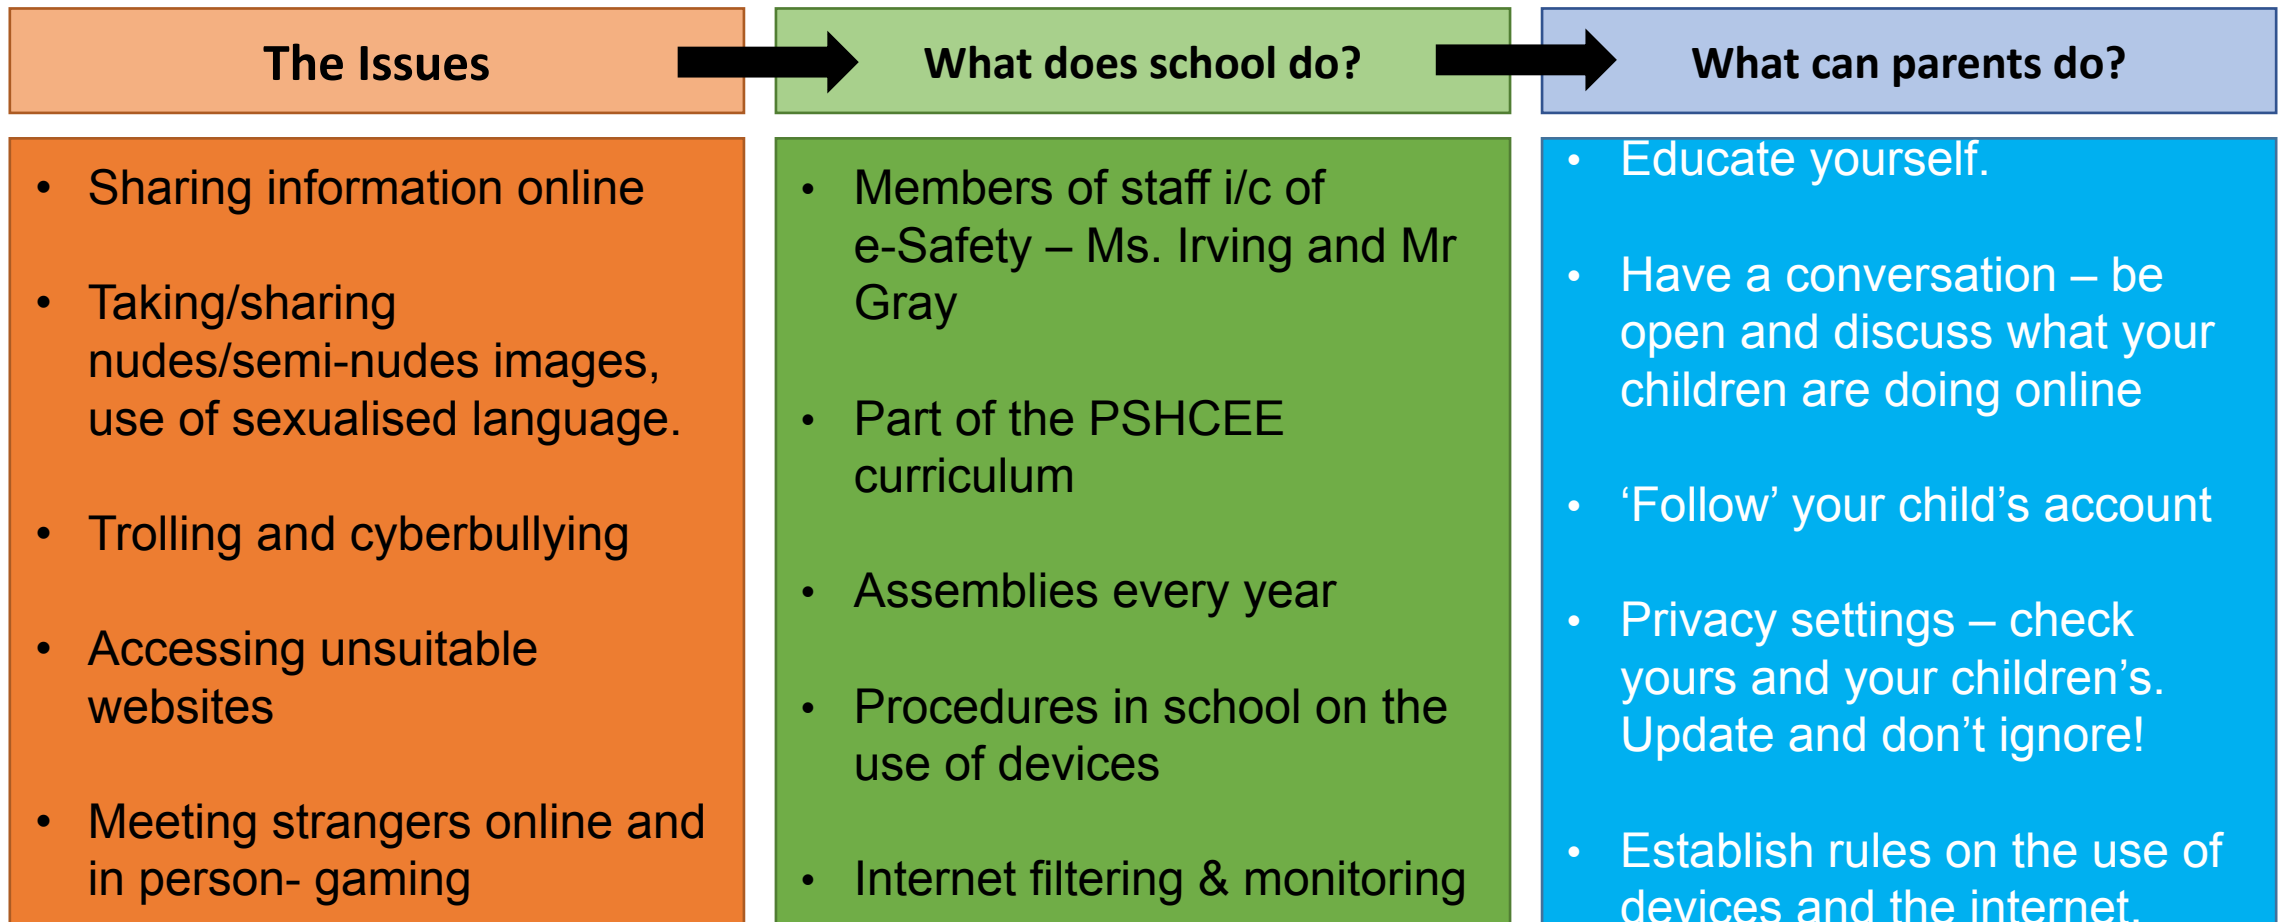 The Issues
What does school do?
What can parents do?
• Sharing information online
• Taking/sharing
nudes/semi-nudes images,
use of sexualised language.
• Trolling and cyberbullying
• Accessing unsuitable
websites
• Meeting strangers online and
in person- gaming
• Members of staff i/c of
e-Safety – Ms. Irving and Mr
Gray
• Part of the PSHCEE
curriculum
• Assemblies every year
• Procedures in school on the
use of devices
• Internet filtering & monitoring
• Educate yourself.
• Have a conversation – be
open and discuss what your
children are doing online
• ‘Follow’ your child’s account
• Privacy settings – check
yours and your children’s.
Update and don’t ignore!
• Establish rules on the use of
devices and the internet.